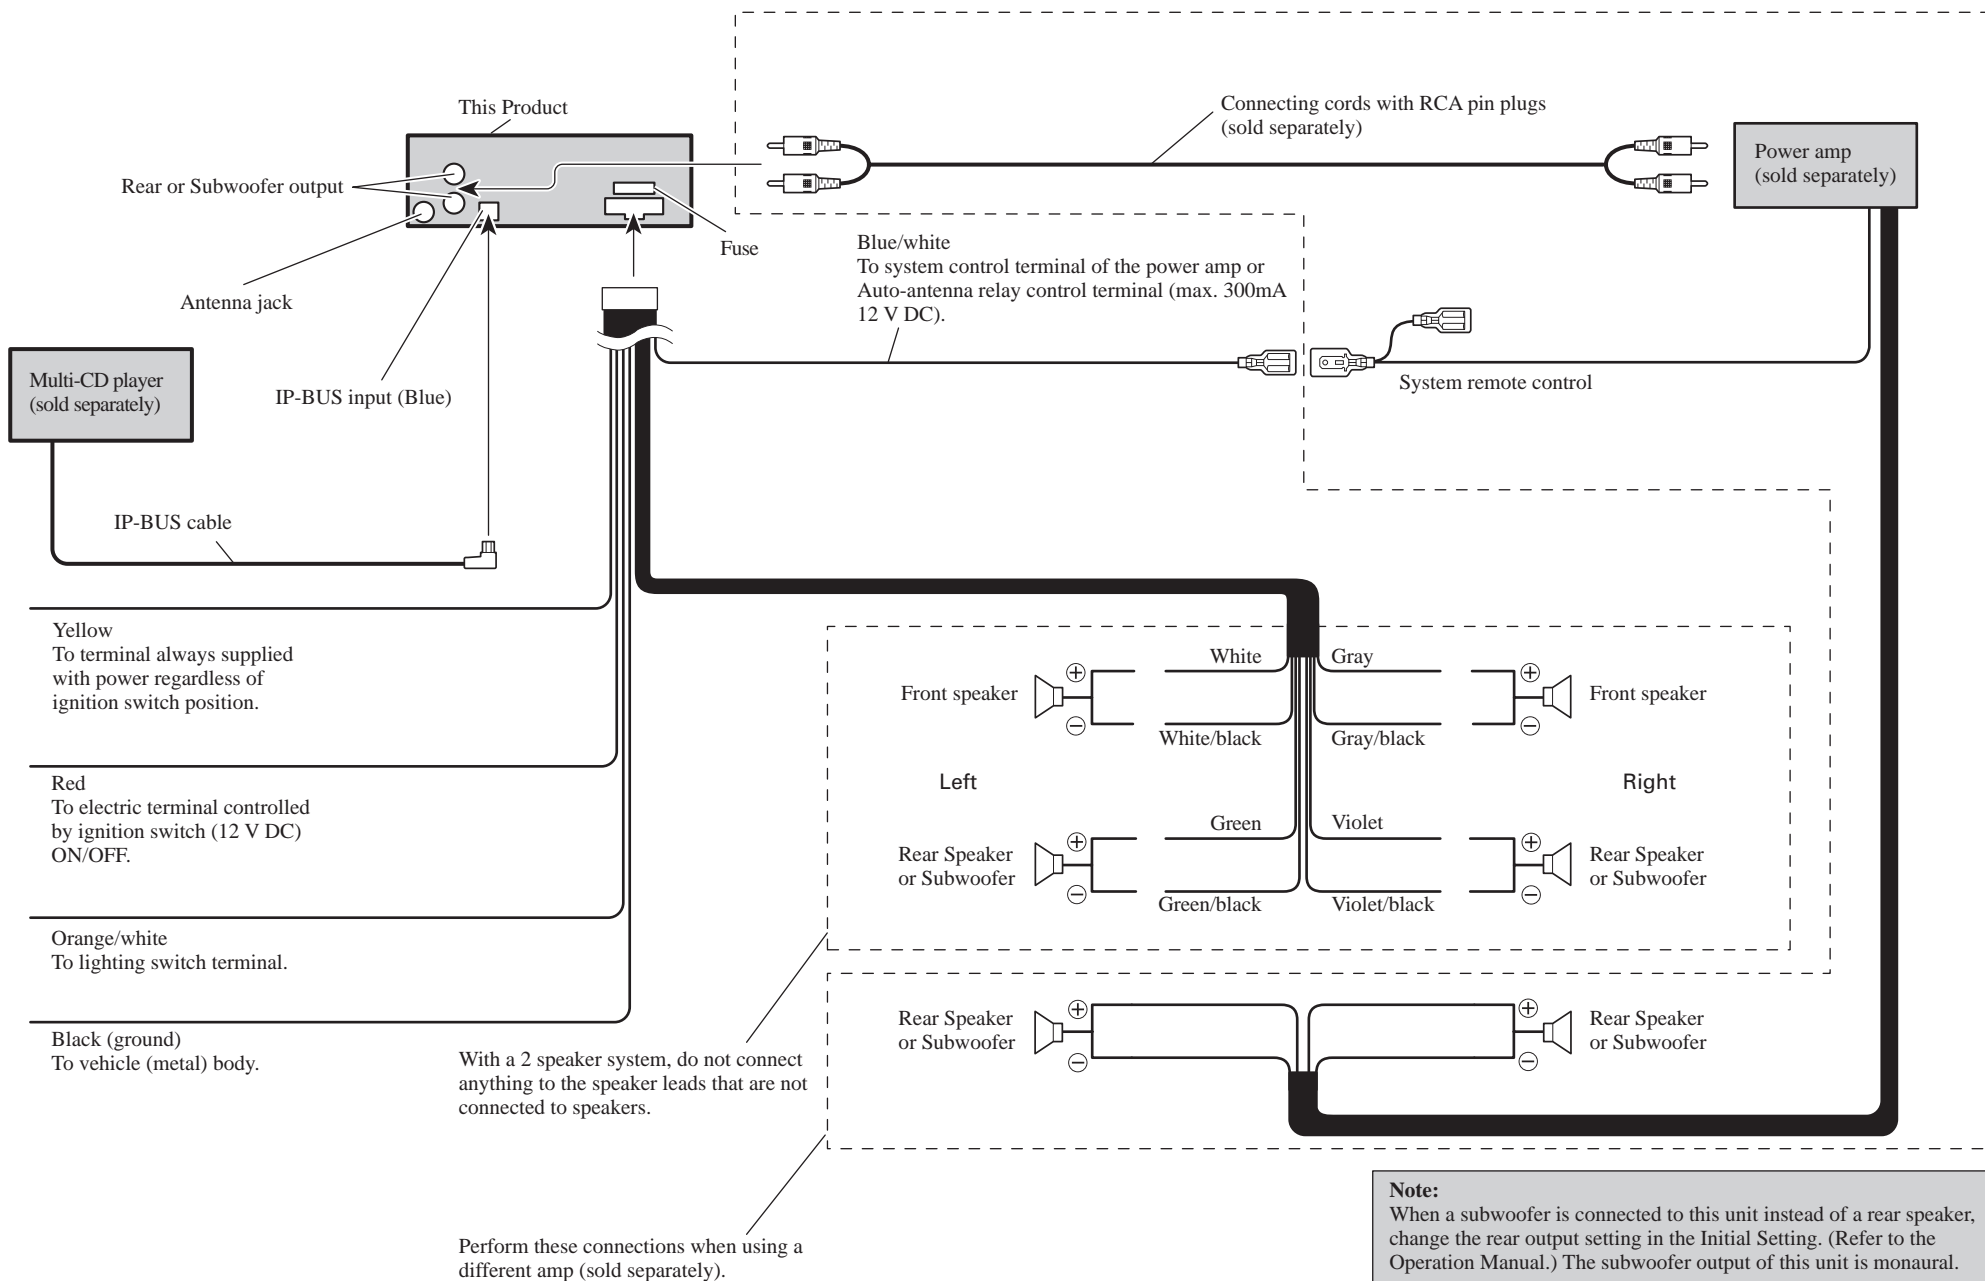 This Product
Connecting cords with RCA pin plugs
(sold separately)
Power amp
(sold separately)
Rear or Subwoofer output
Fuse
Antenna jack
Blue/white
To system control terminal of the power amp or
Auto-antenna relay control terminal (max. 300mA
12 V DC).
Multi-CD player
(sold separately)
IP-BUS input (Blue)
System remote control
IP-BUS cable
Yellow
To terminal always supplied
with power regardless of
ignition switch position.
Red
To electric terminal controlled
by ignition switch (12 V DC)
ON/OFF.
Orange/white
To lighting switch terminal.
Black (ground)
To vehicle (metal) body.
White
Gray
Front speaker
+
−
+
−
Front speaker
White/black
Gray/black
Left
Right
Green
Violet
Rear Speaker
or Subwoofer
+
−
+
−
Rear Speaker
or Subwoofer
Green/black
Violet/black
Rear Speaker
or Subwoofer
+
−
+
−
Rear Speaker
or Subwoofer
With a 2 speaker system, do not connect
anything to the speaker leads that are not
connected to speakers.
Perform these connections when using a
different amp (sold separately).
Note:
When a subwoofer is connected to this unit instead of a rear speaker,
change the rear output setting in the Initial Setting. (Refer to the
Operation Manual.) The subwoofer output of this unit is monaural.